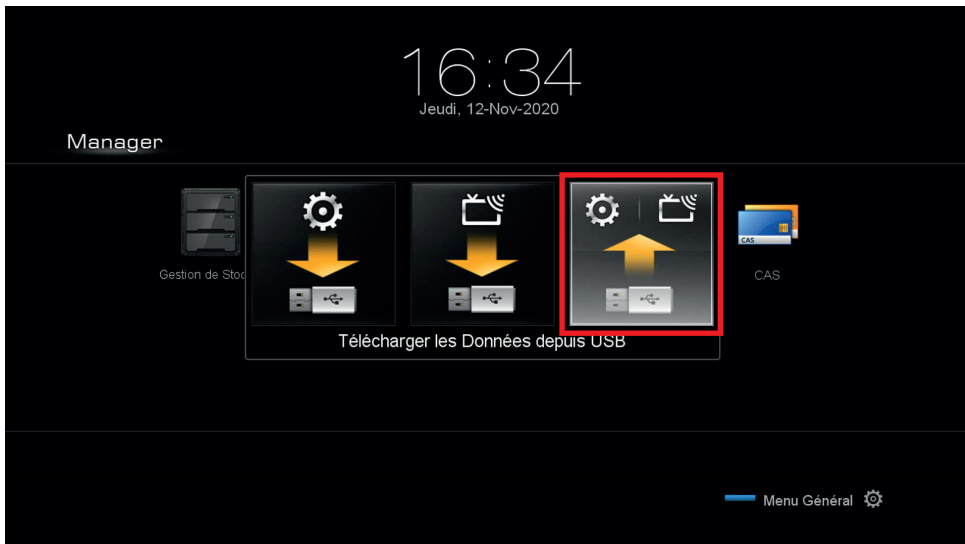 16:34
Jeudi, 12-Nov-2020
Manager
Gestion de Stoc
CAS
CAS
Télécharger les Données depuis USB
Menu Général